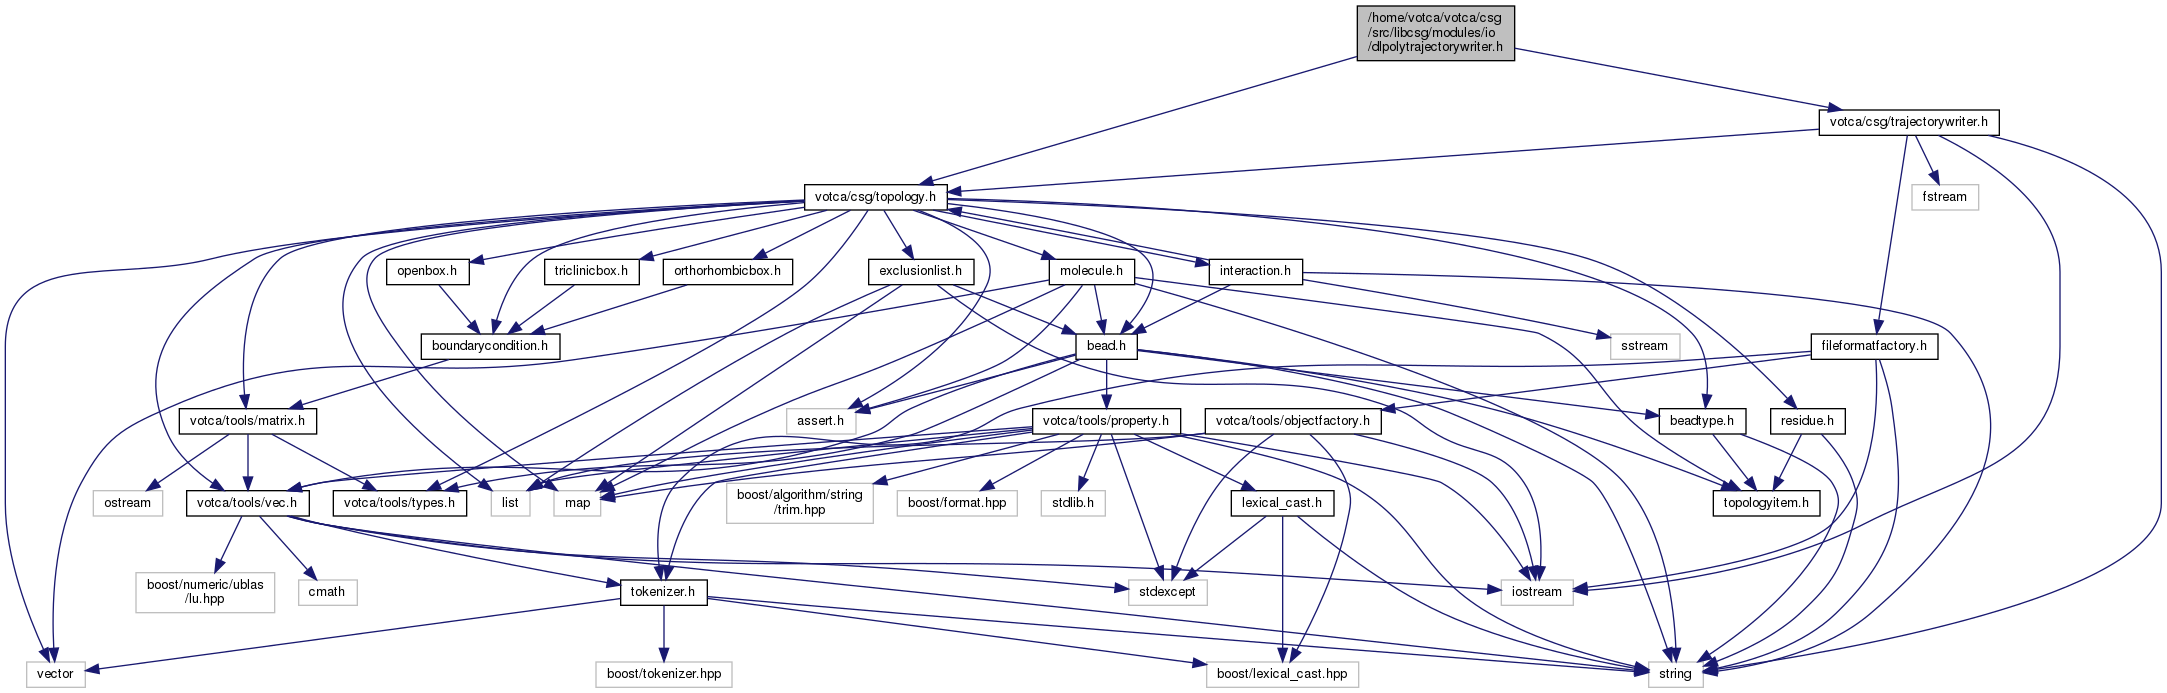 /home/votca/votca/csg
/src/libcsg/modules/io
/dlpolytrajectorywriter.h
votca/csg/trajectorywriter.h
votca/csg/topology.h
fstream
openbox.h
triclinicbox.h
orthorhombicbox.h
exclusionlist.h
molecule.h
interaction.h
boundarycondition.h
bead.h
sstream
fileformatfactory.h
votca/tools/matrix.h
assert.h
votca/tools/property.h
votca/tools/objectfactory.h
beadtype.h
residue.h
ostream
votca/tools/vec.h
votca/tools/types.h
list
map
boost/algorithm/string
/trim.hpp
boost/format.hpp
stdlib.h
lexical_cast.h
topologyitem.h
boost/numeric/ublas
/lu.hpp
cmath
tokenizer.h
stdexcept
iostream
vector
boost/tokenizer.hpp
boost/lexical_cast.hpp
string